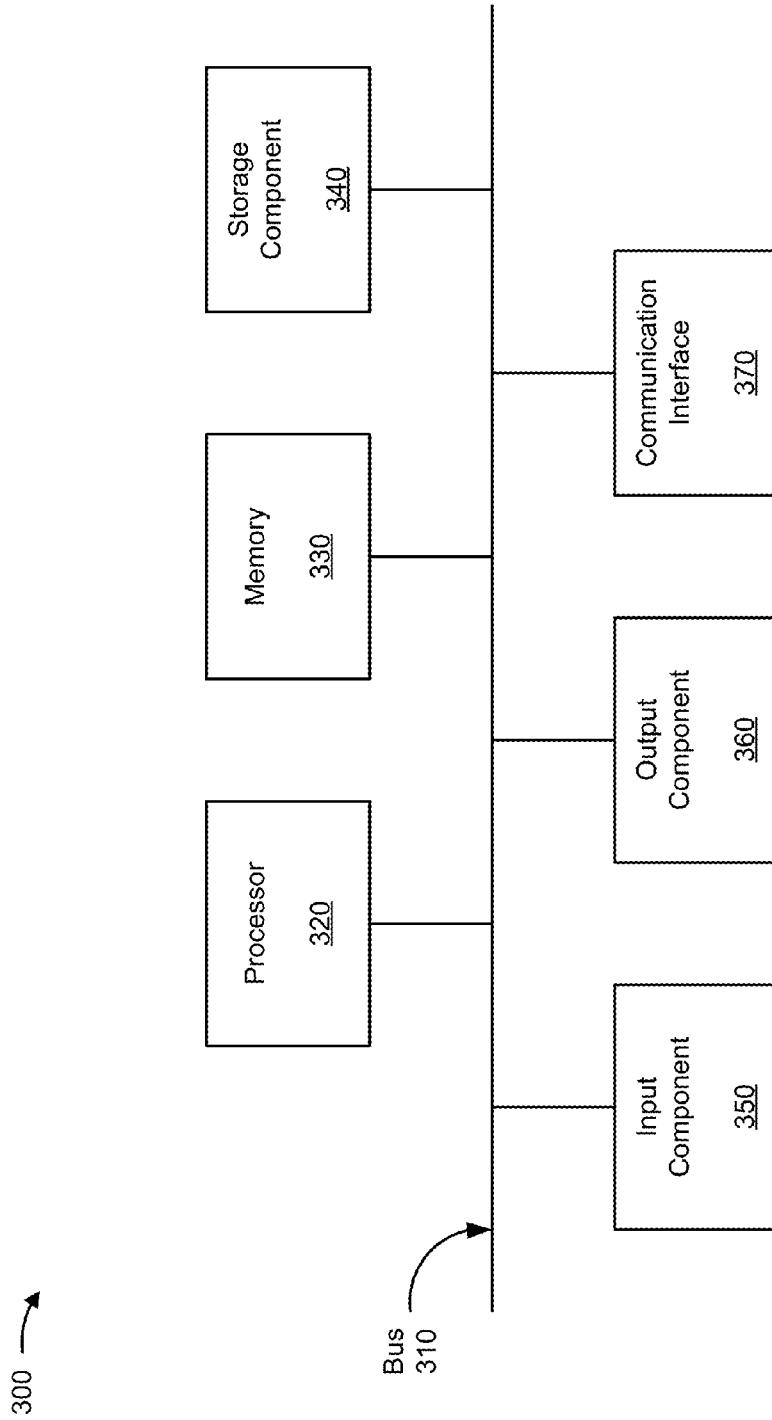 300
Processor
320
Memory
330
Storage
Component
340
Bus
310
Input
Component
350
Output
Component
360
Communication
Interface
370